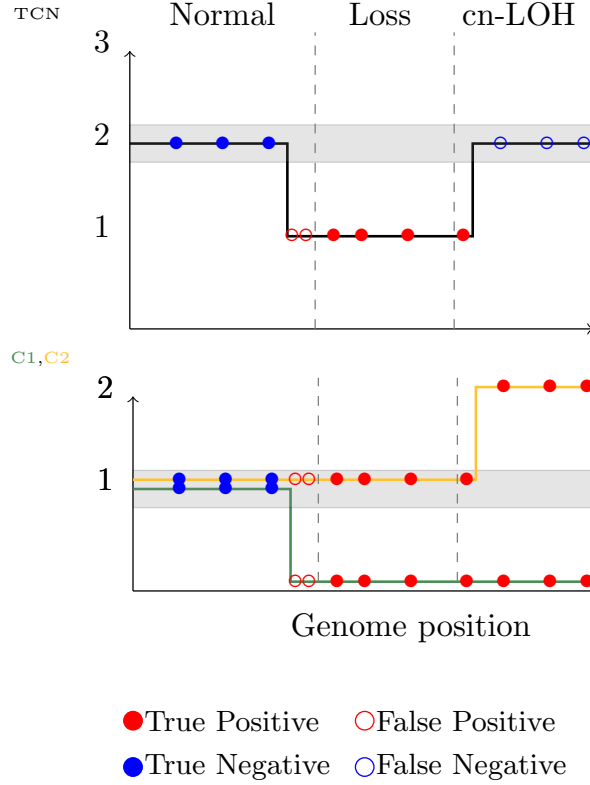 TCN
Normal Loss cn-LOH
3
2
1
C1,C2
2
1
Genome position
True Positive False Positive
True Negative False Negative